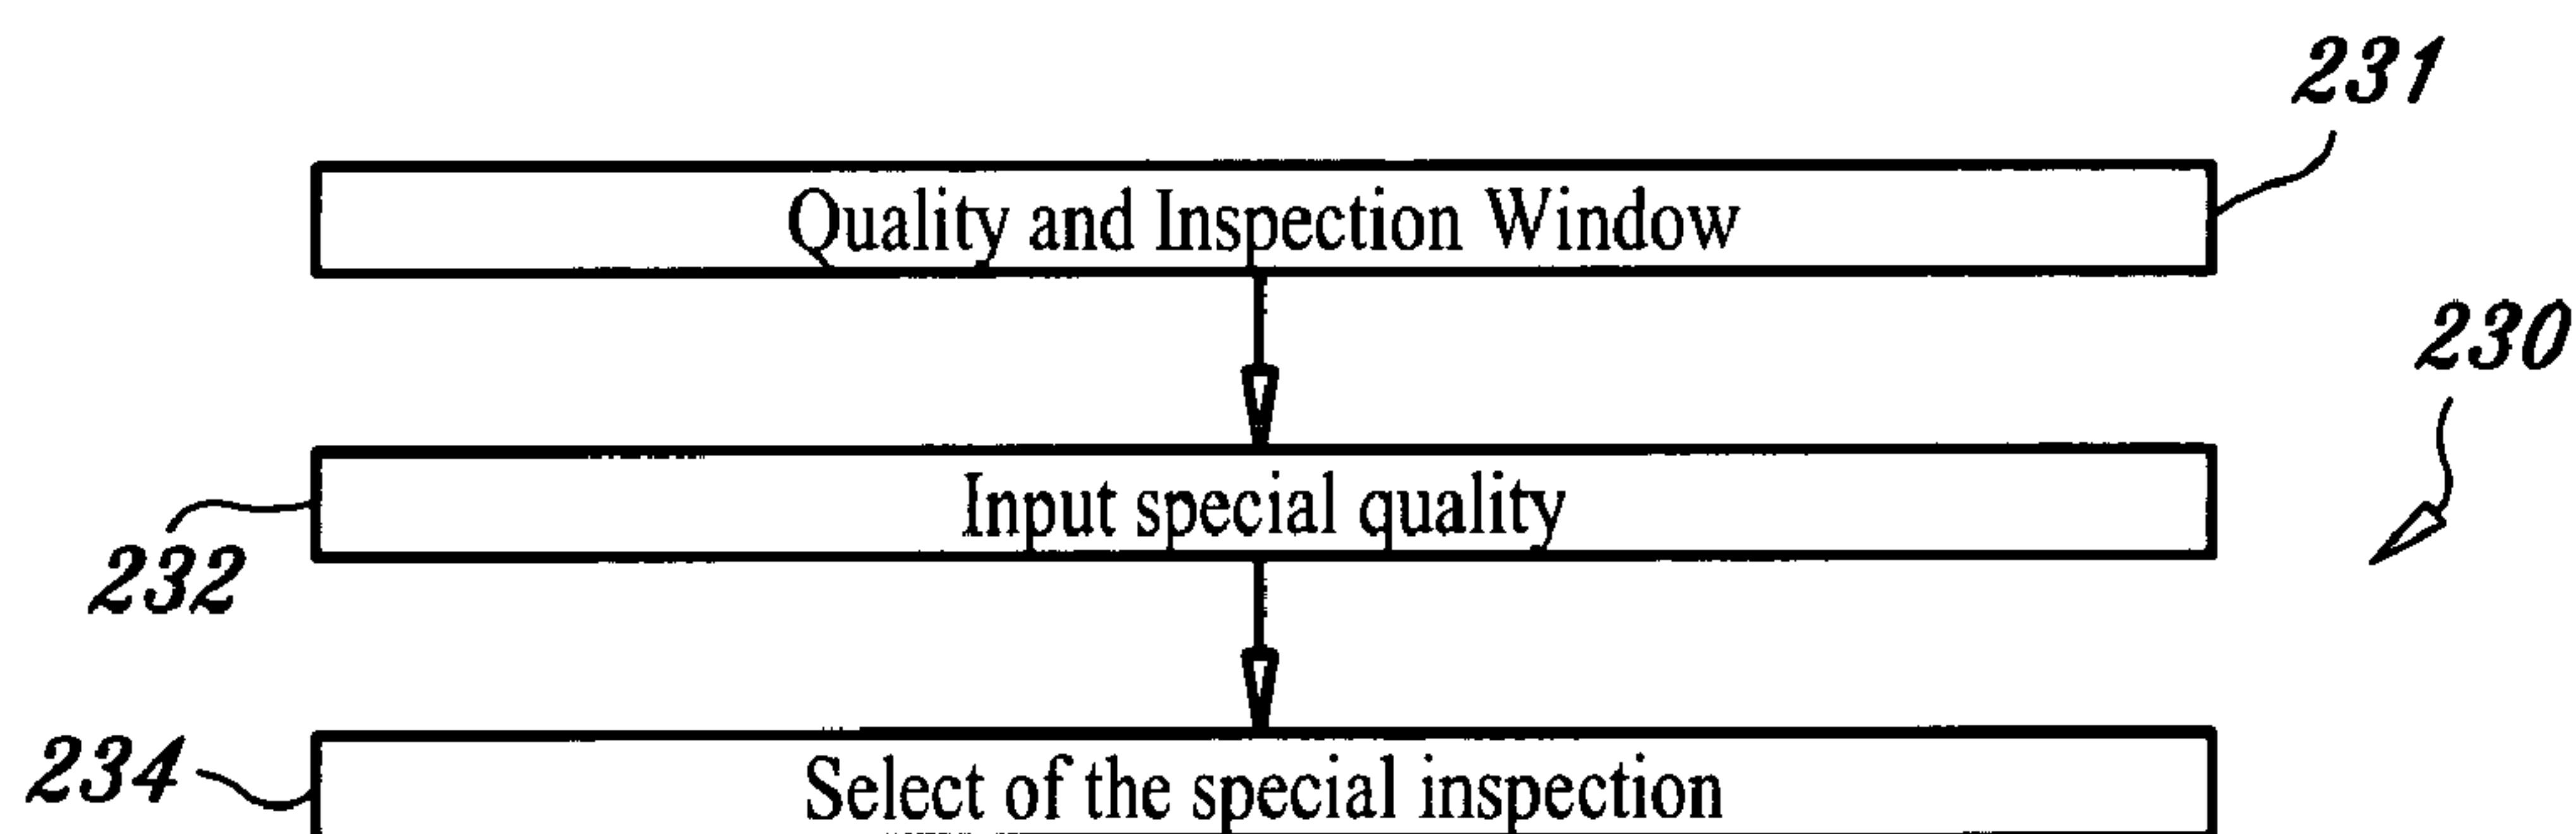 231
Quality and Inspection Window
230
Input special quality
232
234
Select of the special inspection